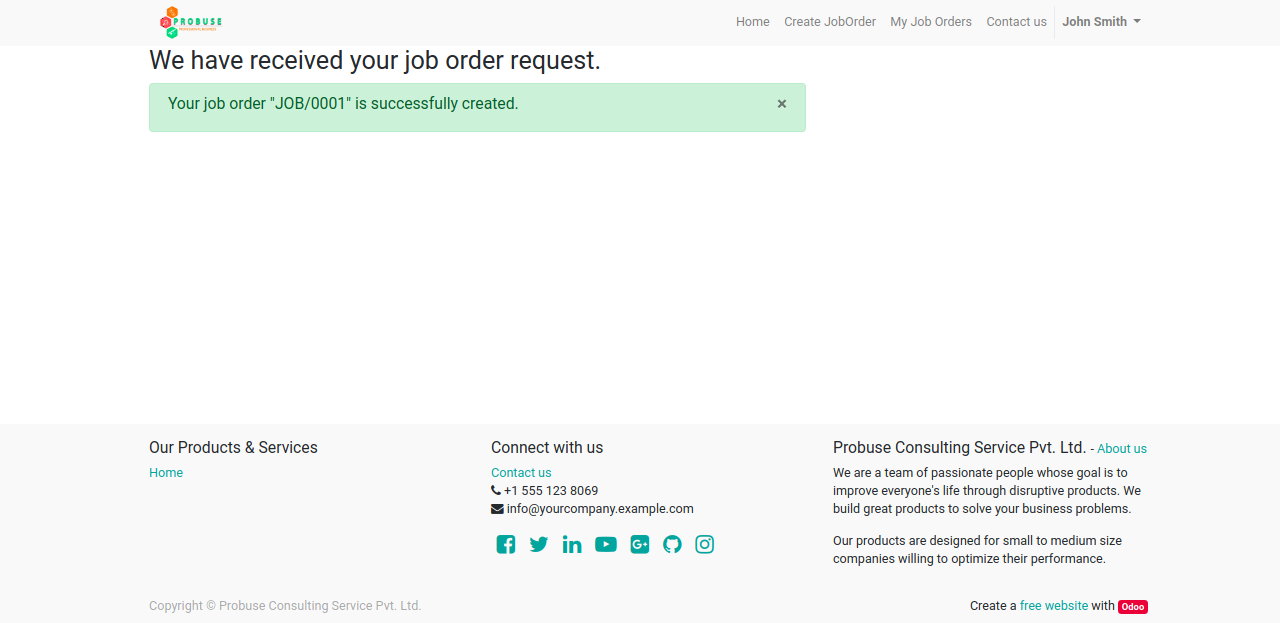 PROBUSE
Home
Create JobOrder
My Job Orders
Contact us
John Smith
We have received your job order request.
Your job order "JOB/0001" is successfully created.
×
Our Products & Services
Home
Connect with us
Contact us
+1 555 123 8069
info@yourcompany.example.com
Probuse Consulting Service Pvt. Ltd. - About us
We are a team of passionate people whose goal is to
improve everyone's life through disruptive products. We
build great products to solve your business problems.
Our products are designed for small to medium size
companies willing to optimize their performance.
Copyright © Probuse Consulting Service Pvt. Ltd.
Create a free website with Odoo